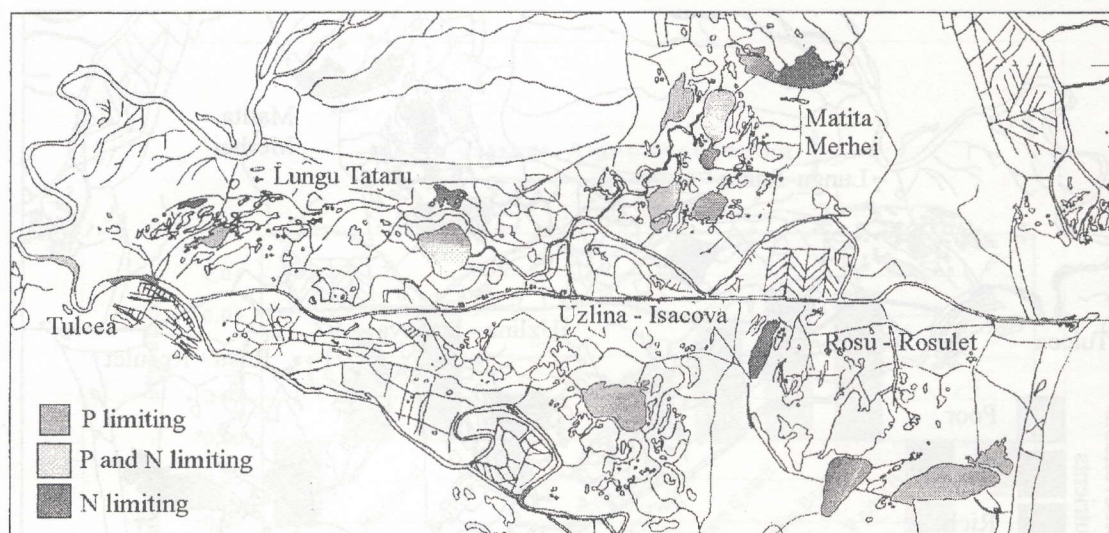 Matita
Merhei
Lungu Tataru
Tulcea
Uzlina - Isacova
Rosu - Rosulet
P limiting
P and N limiting
N limiting